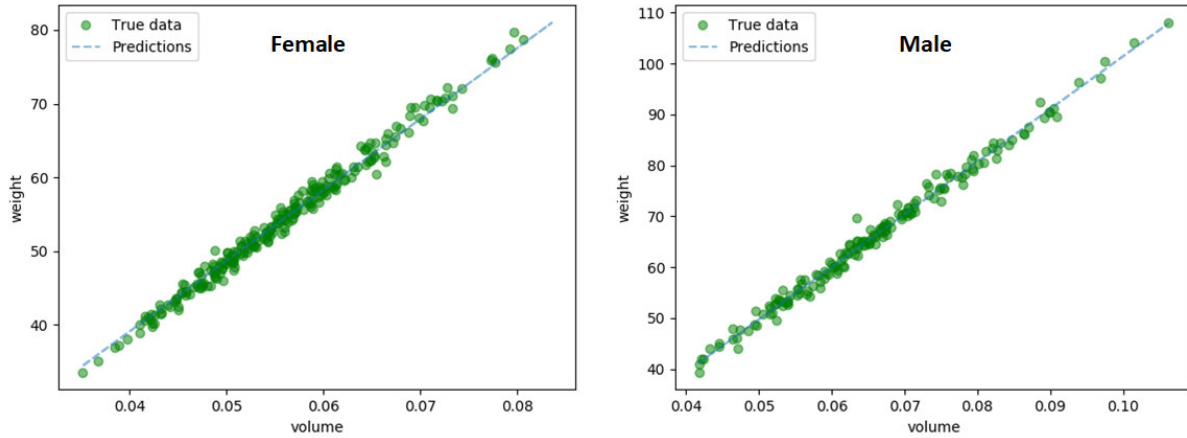 True data
Predictions
Female
80
70
60
50
40
weight
0.04 0.05 0.06 0.07 0.08
volume
True data
Predictions
Male
110
100
90
80
70
60
50
40
weight
0.04 0.05 0.06 0.07 0.08 0.09 0.10
volume